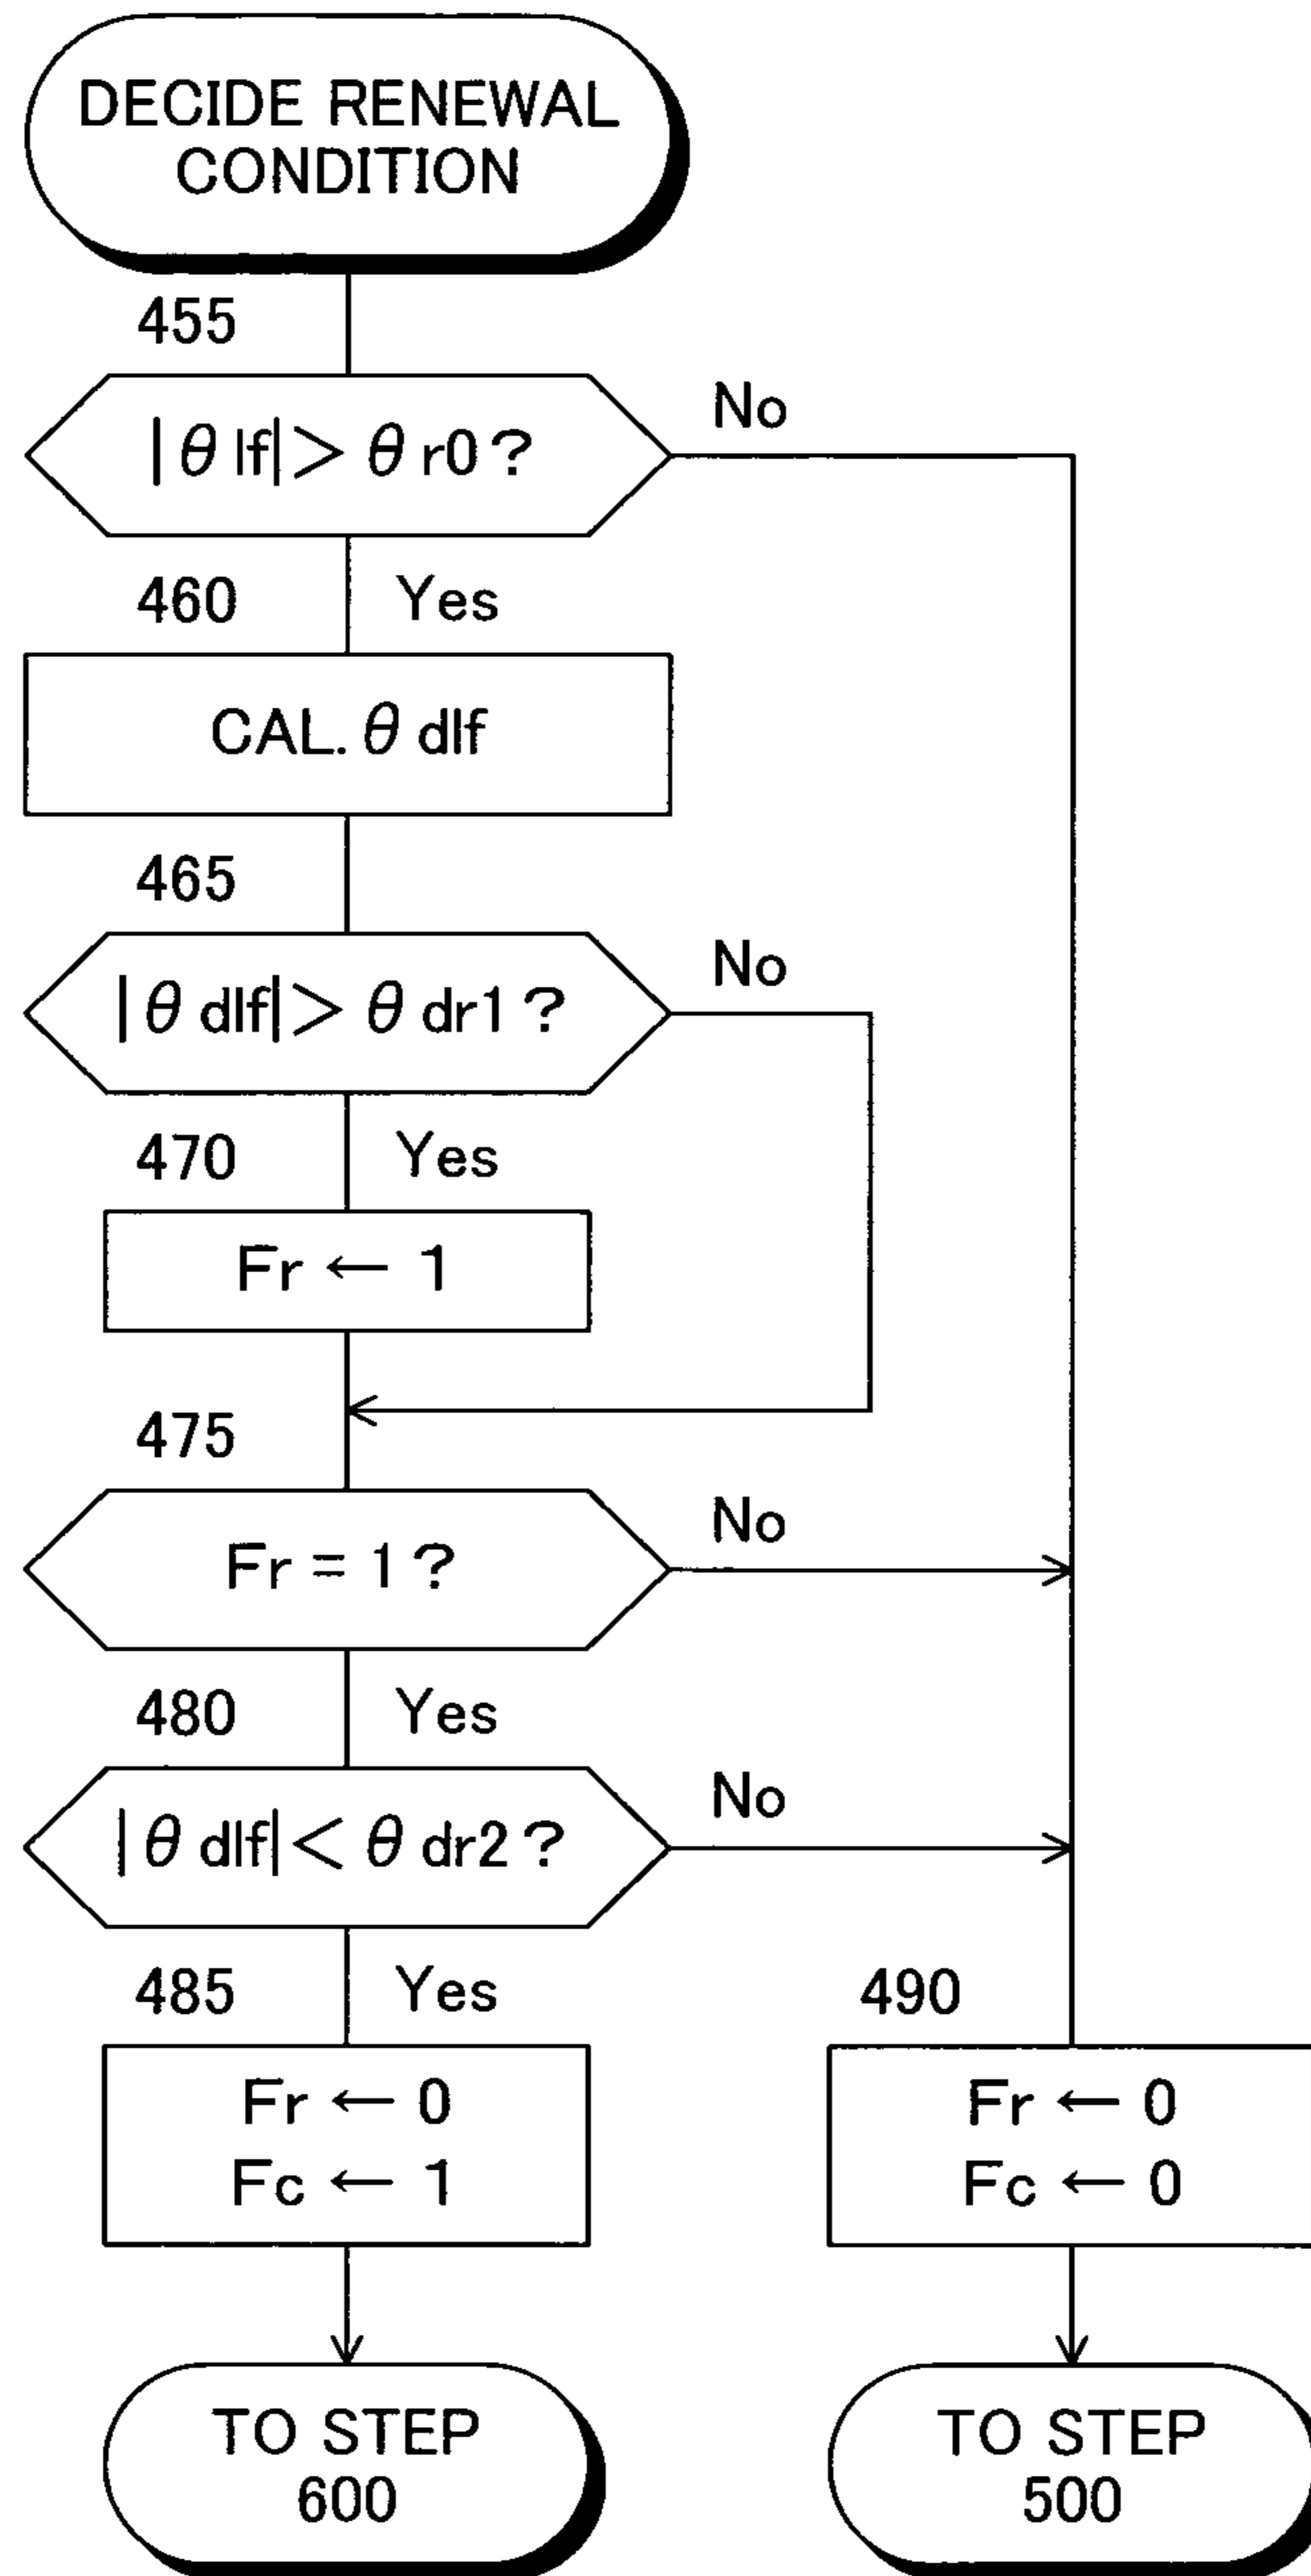 DECIDE RENEWAL
CONDITION
455
|θ lf|> θ r0?
No
460
Yes
CAL. θ dlf
465
|θ dlf|> θ dr1?
No
470
Yes
Fr ← 1
475
Fr = 1?
No
480
Yes
|θ dlf|< θ dr2?
No
485
Yes
490
Fr ← 0
Fc ← 1
Fr ← 0
Fc ← 0
TO STEP
600
TO STEP
500